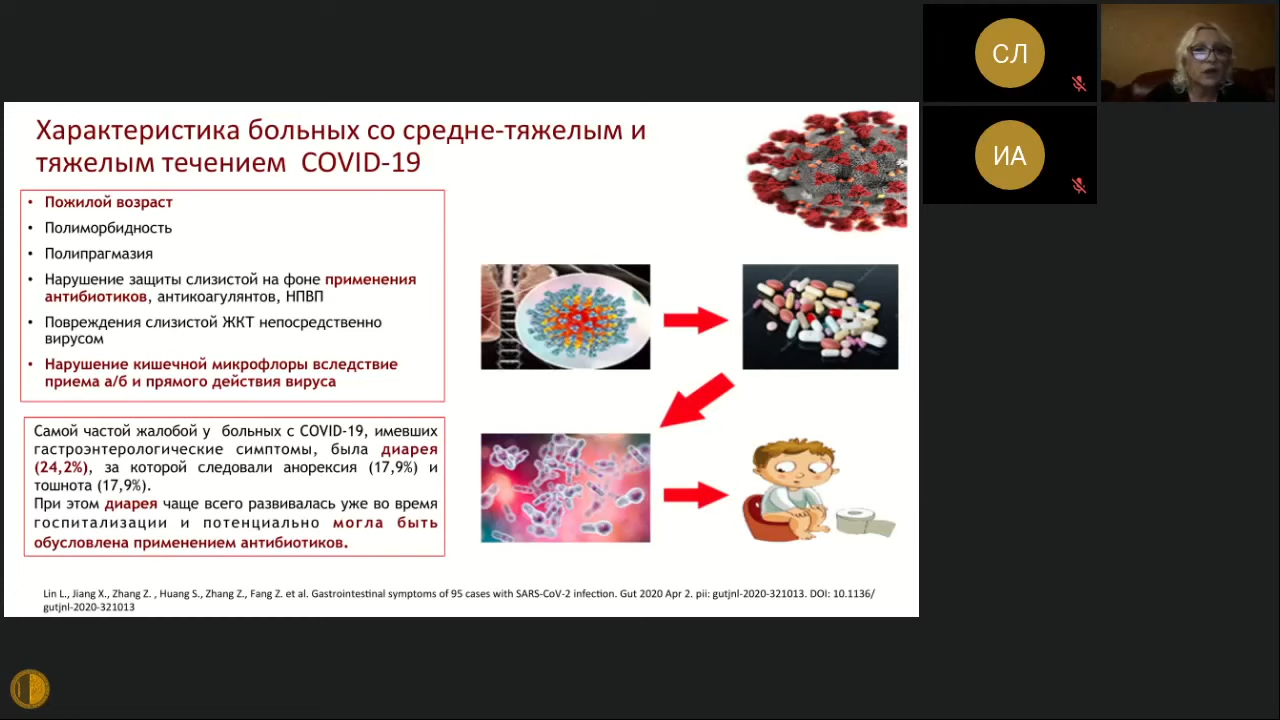 Характеристика больных со средне-тяжелым и
тяжелым течением COVID-19
• Пожилой возраст
• Полиморбидность
• Полипрагмазия
• Нарушение защиты слизистой на фоне применения
антибиотиков, антикоагулянтов, НПВП
• Повреждения слизистой ЖКТ непосредственно
вирусом
• Нарушение кишечной микрофлоры вследствие
приема а/б и прямого действия вируса
Самой частой жалобой у больных с COVID-19, имевших
гастроэнтерологические симптомы, была диарея
(24,2%), за которой следовали анорексия (17,9%) и
тошнота (17,9%).
При этом диарея чаще всего развивалась уже во время
госпитализации и потенциально могла быть
обусловлена применением антибиотиков.
Lin L., Jiang X., Zhang Z. , Huang S., Zhang Z., Fang Z. et al. Gastrointestinal symptoms of 95 cases with SARS-CoV-2 infection. Gut 2020 Apr 2. pii: gutjnl-2020-321013. DOI: 10.1136/
gutjnl-2020-321013
СЛ
ИА